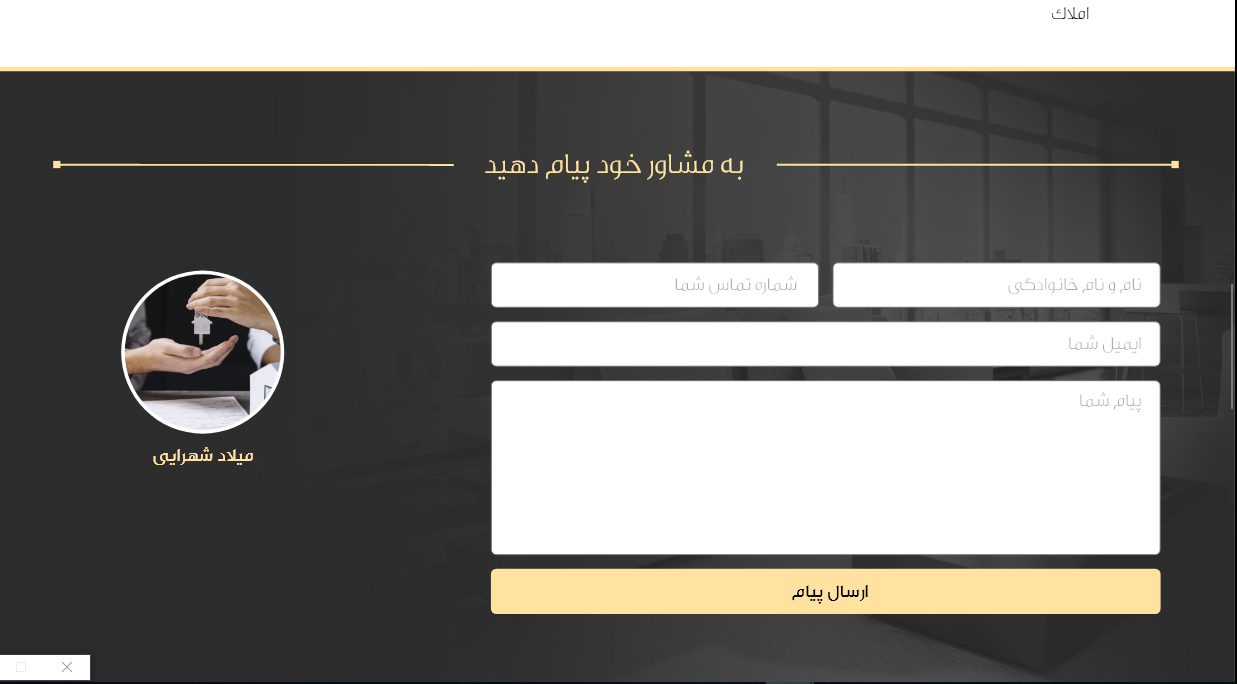 املاک
به مشاور خود پیام دهید
نام و نام خانوادگی
شماره تماس شما
ایمیل شما
پیام شما
میلاد شهرابی
ارسال پیام